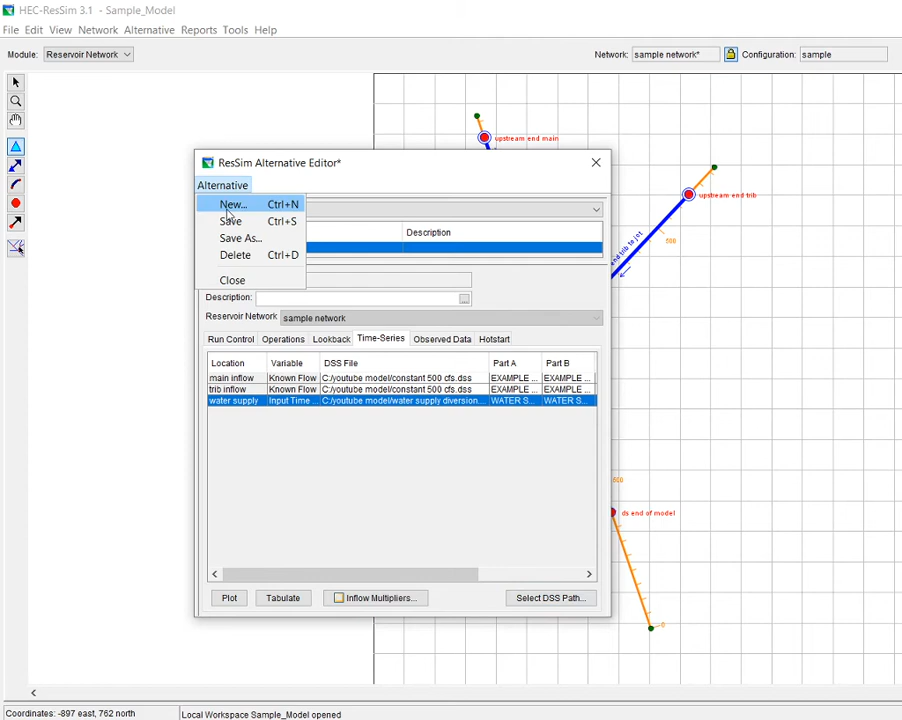 HEC-ResSim 3.1 - Sample_Model
File Edit View Network Alternative Reports Tools Help
Module: Reservoir Network Network: sample network* Configuration: sample
upstream end main
ResSim Alternative Editor*
Alternative
upstream end trib
New... Ctrl+N
Save Ctrl+S
Description
Save As...
500
Delete Ctrl+D
end trib to jct
Close
Description: ...
Reservoir Network sample network
Run Control Operations Lookback Time-Series Observed Data Hotstart
Location Variable DSS File Part A Part B
main inflow Known Flow C:/youtube model/constant 500 cfs.dss EXAMPLE ... EXAMPLE ...
trib inflow Known Flow C:/youtube model/constant 500 cfs.dss EXAMPLE ... EXAMPLE ...
water supply Input Time ... C:/youtube model/water supply diversion... WATER S... WATER S...
500
ds end of model
Plot Tabulate Inflow Multipliers... Select DSS Path...
0
Coordinates: -897 east, 762 north Local Workspace Sample_Model opened